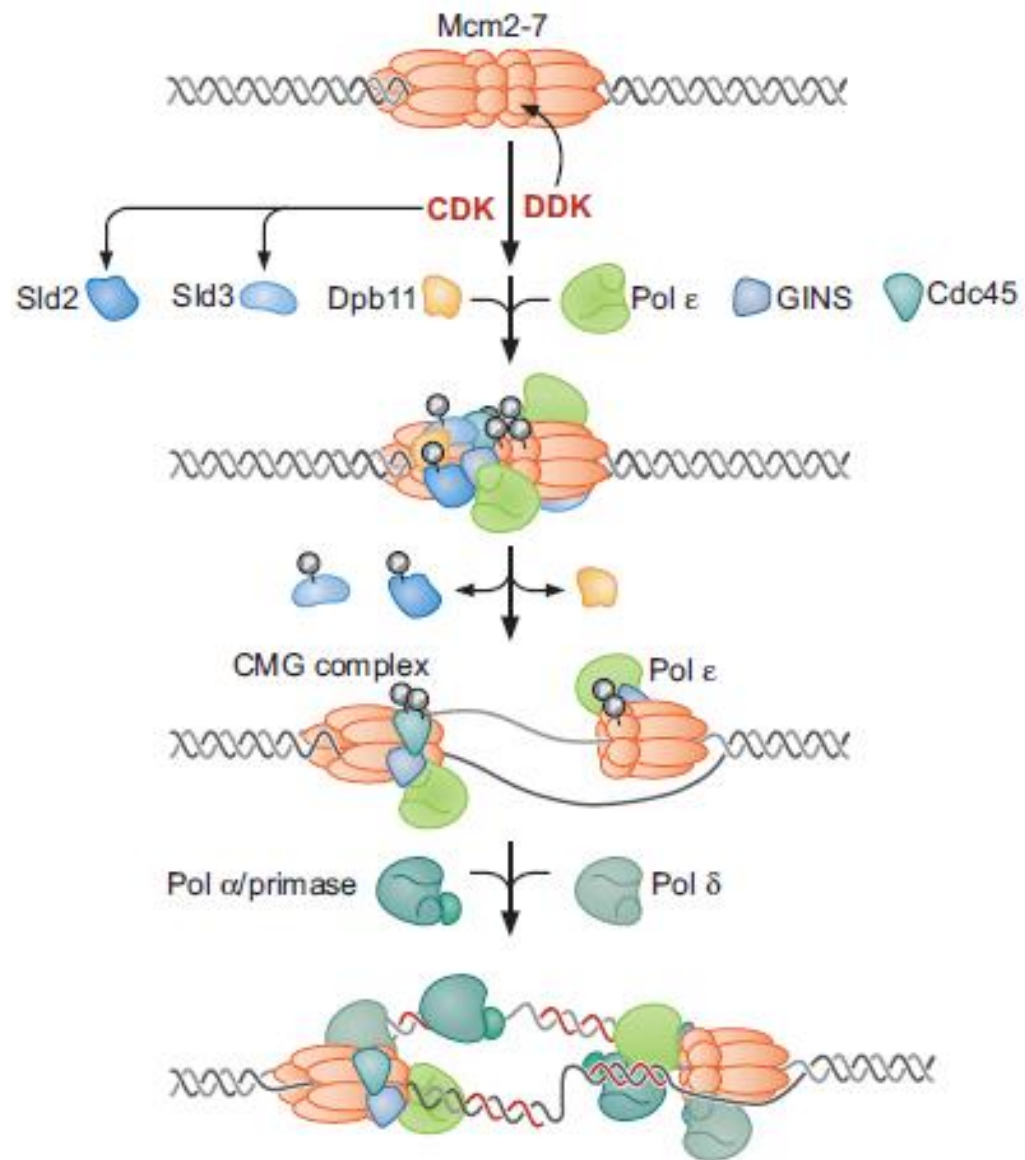 Mcm2-7
CDK DDK
Sld2 Sld3 Dpb11 Pol ε GINS Cdc45
CMG complex Pol ε
Pol α/primase Pol δ